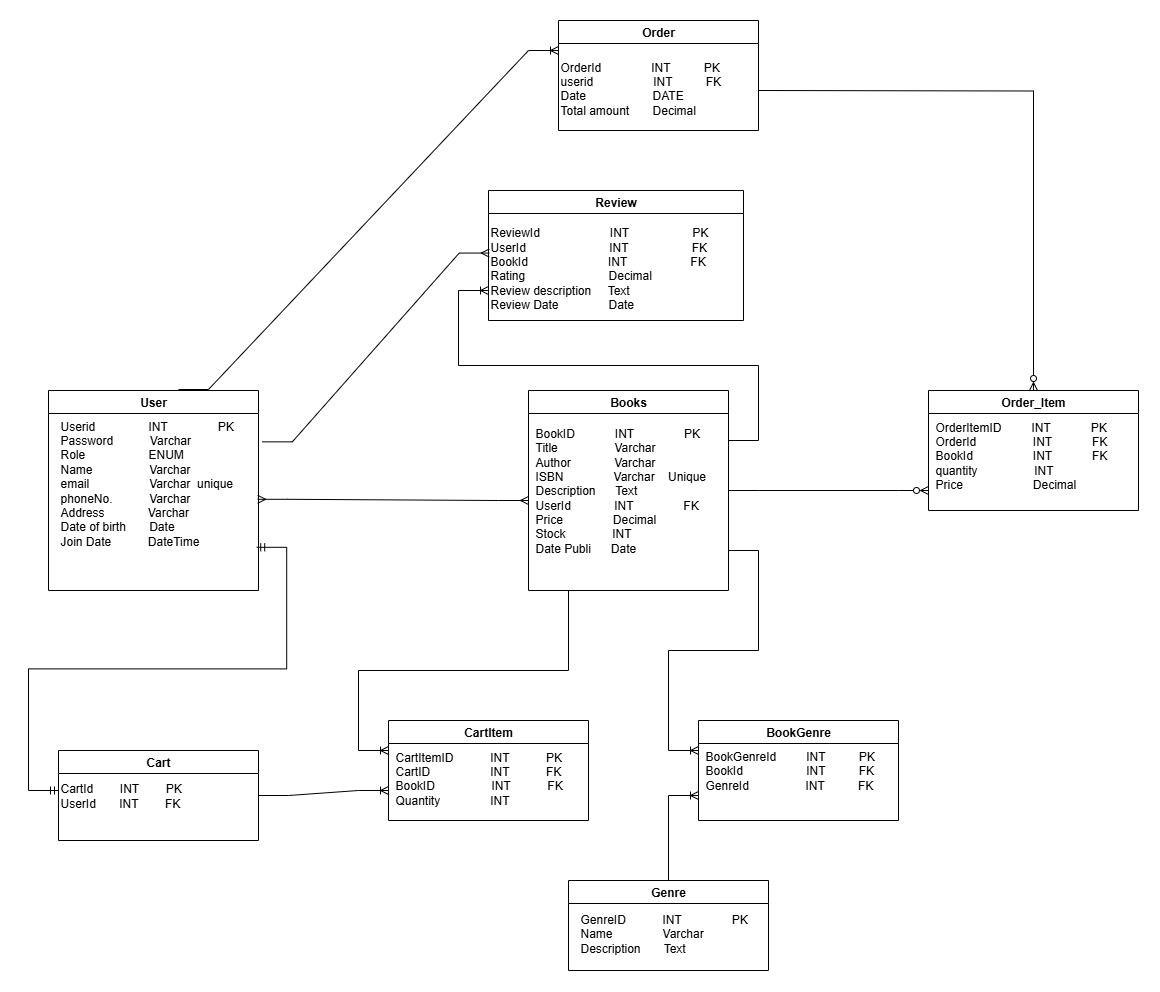 Order
OrderId INT PK
userid INT FK
Date DATE
Total amount Decimal
Review
ReviewId INT PK
UserId INT FK
BookId INT FK
Rating Decimal
Review description Text
Review Date Date
User
Userid INT PK
Password Varchar
Role ENUM
Name Varchar
email Varchar unique
phoneNo. Varchar
Address Varchar
Date of birth Date
Join Date DateTime
Books
BookID INT PK
Title Varchar
Author Varchar
ISBN Varchar Unique
Description Text
UserId INT FK
Price Decimal
Stock INT
Date Publi Date
Order_Item
OrderItemID INT PK
OrderId INT FK
BookId INT FK
quantity INT
Price Decimal
Cart
CartId INT PK
UserId INT FK
CartItem
CartItemID INT PK
CartID INT FK
BookID INT FK
Quantity INT
BookGenre
BookGenreId INT PK
BookId INT FK
GenreId INT FK
Genre
GenreID INT PK
Name Varchar
Description Text